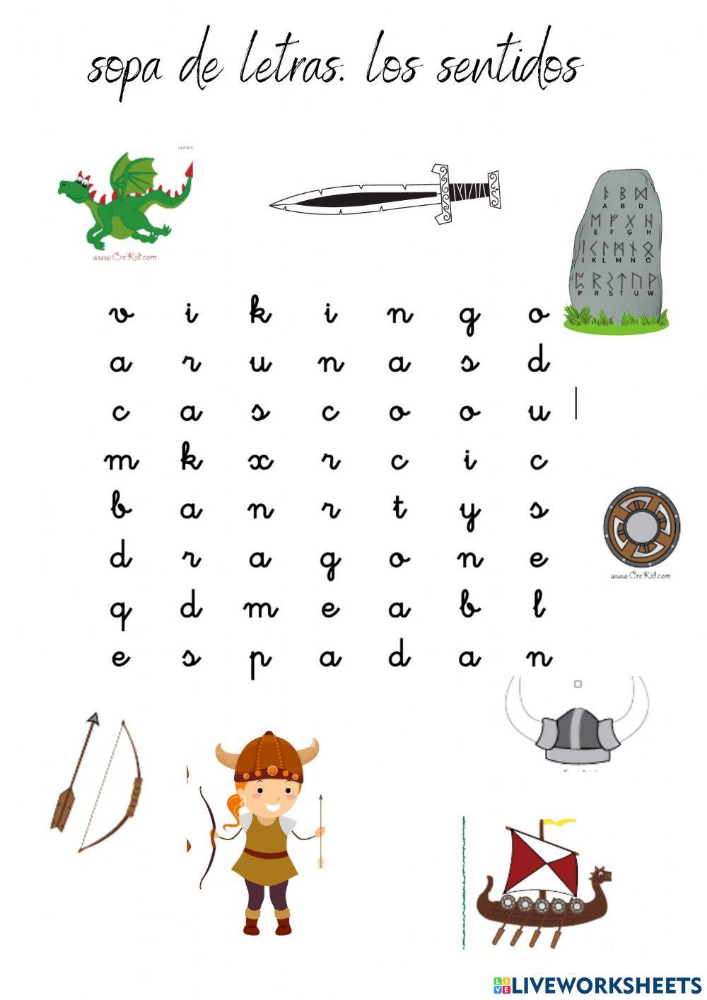 sopa de letras. los sentidos
www.CreKid.com
A B D
E F G H
I K L M N O
P R S T U W
v i k i n g o
a r u n a s d
c a s c o o u
m k x r c i c
b a n r t y s
d r a g o n e
q d m e a b l
e s p a d a n
www.CreKid.com
LIVEWORKSHEETS